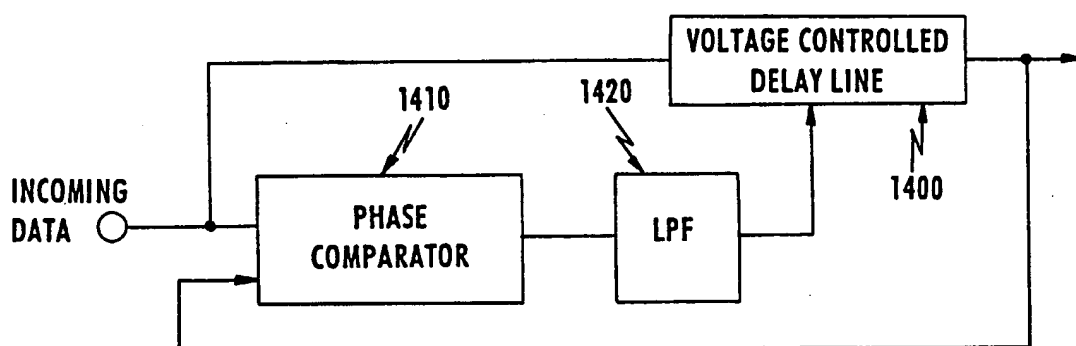 VOLTAGE CONTROLLED
DELAY LINE
1410
1420
1400
INCOMING
DATA
PHASE
COMPARATOR
LPF